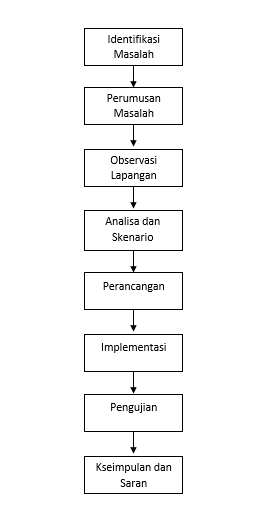 Identifikasi
Masalah
Perumusan
Masalah
Observasi
Lapangan
Analisa dan
Skenario
Perancangan
Implementasi
Pengujian
Kseimpulan dan
Saran